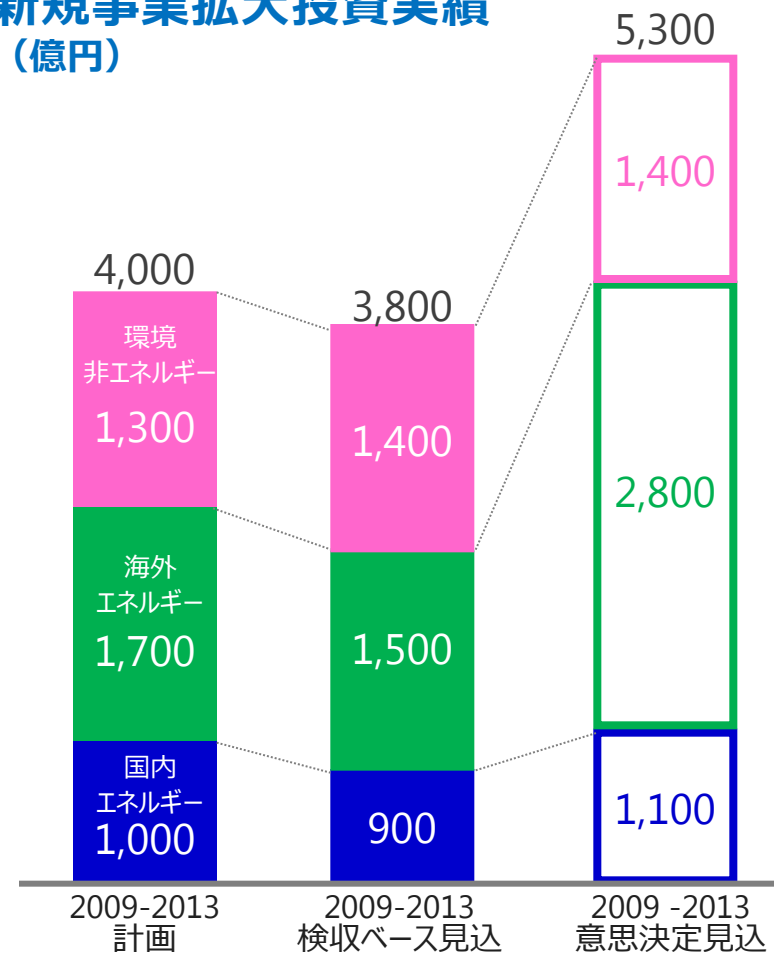 新規事業拡大投資実績
（億円）
5,300
1,400
4,000
3,800
環境
非エネルギー
1,300
1,400
2,800
海外
エネルギー
1,700
1,500
国内
エネルギー
1,000
900
1,100
2009-2013
計画
2009-2013
検収ベース見込
2009 -2013
意思決定見込